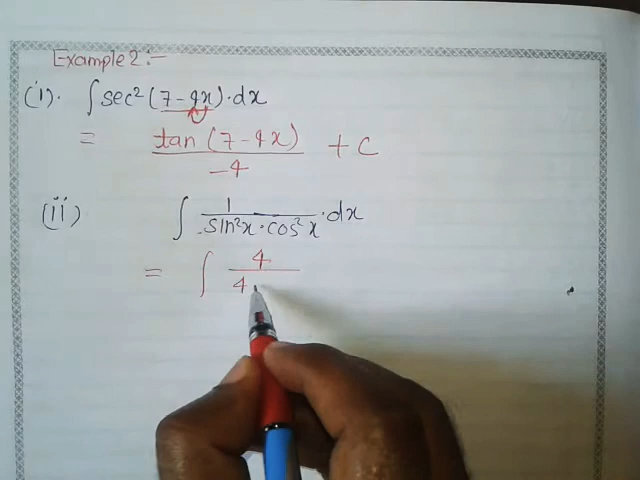 Example 2:-
(i). ∫ sec² (7-4x)·dx
= tan (7-4x) / -4 + C
(ii) ∫ 1 / sin²x·cos²x ·dx
= ∫ 4 / 4.